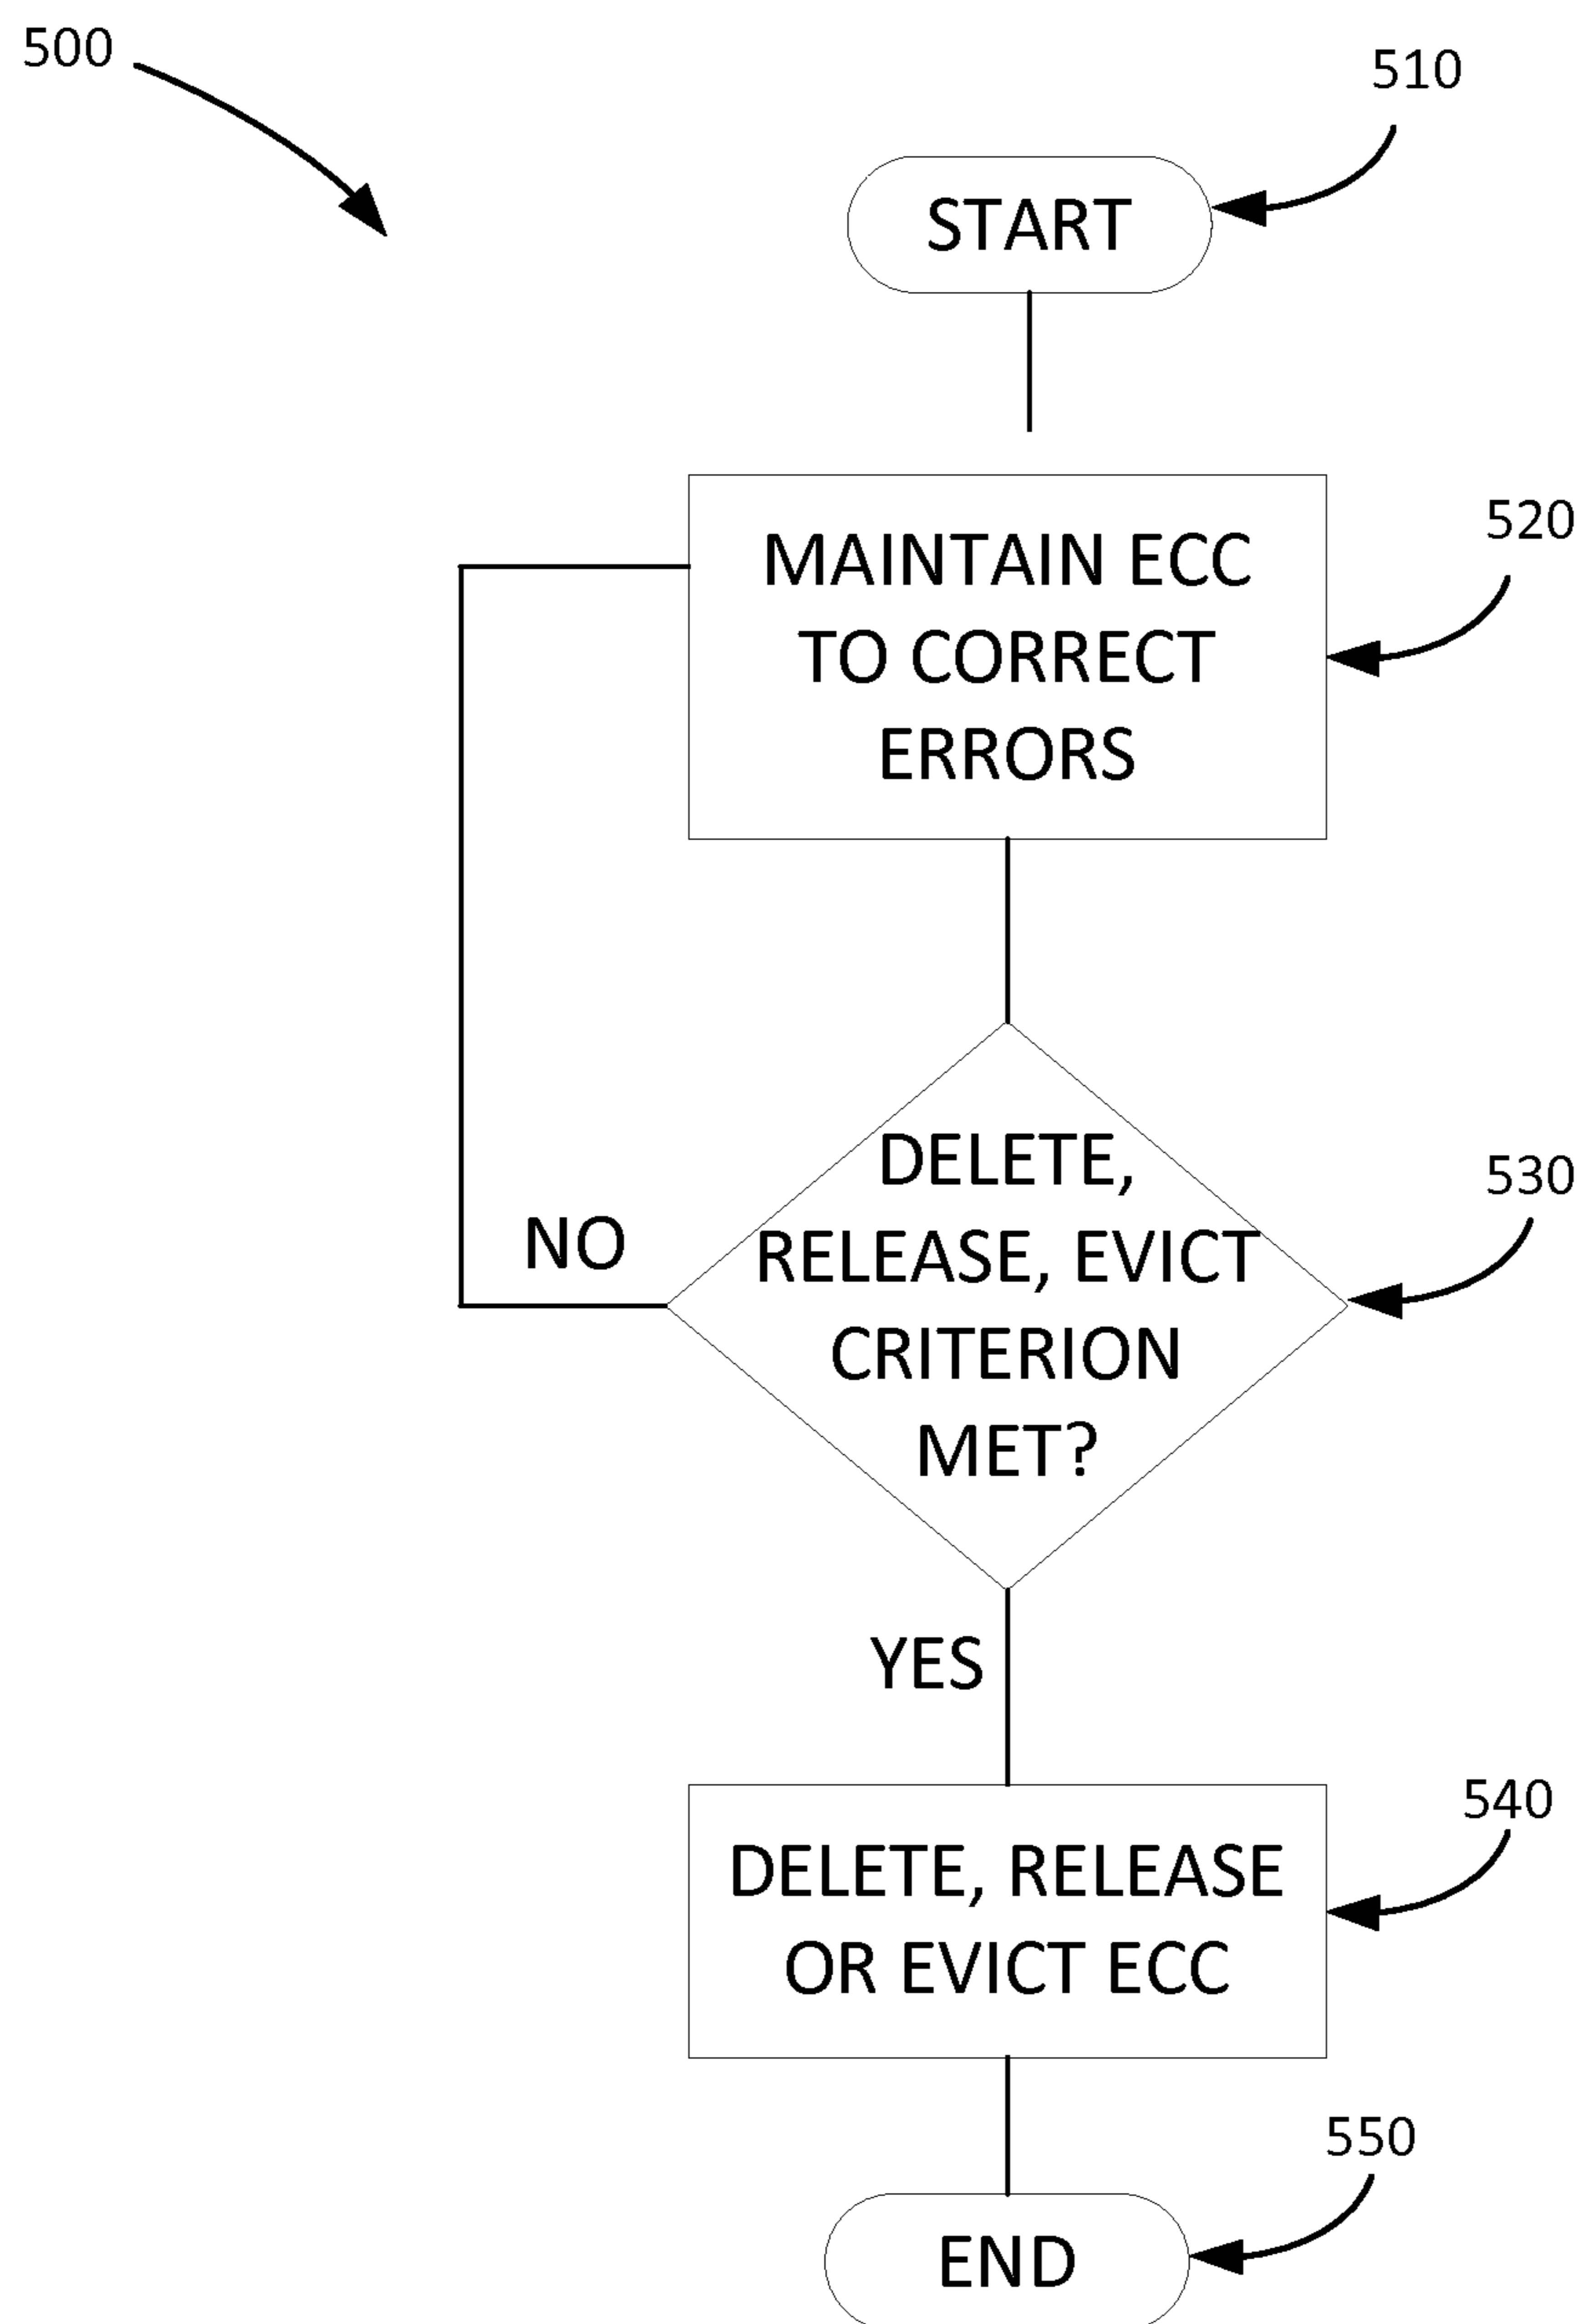 500
510
START
520
MAINTAIN ECC
TO CORRECT
ERRORS
530
DELETE,
RELEASE, EVICT
CRITERION
MET?
NO
YES
540
DELETE, RELEASE
OR EVICT ECC
550
END